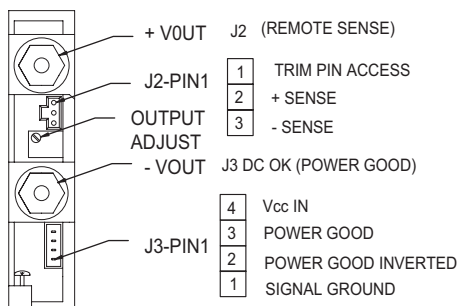 + V0UT J2 (REMOTE SENSE)
J2-PIN1
1 TRIM PIN ACCESS
2 + SENSE
3 - SENSE
OUTPUT
ADJUST
- VOUT J3 DC OK (POWER GOOD)
J3-PIN1
4 Vcc IN
3 POWER GOOD
2 POWER GOOD INVERTED
1 SIGNAL GROUND